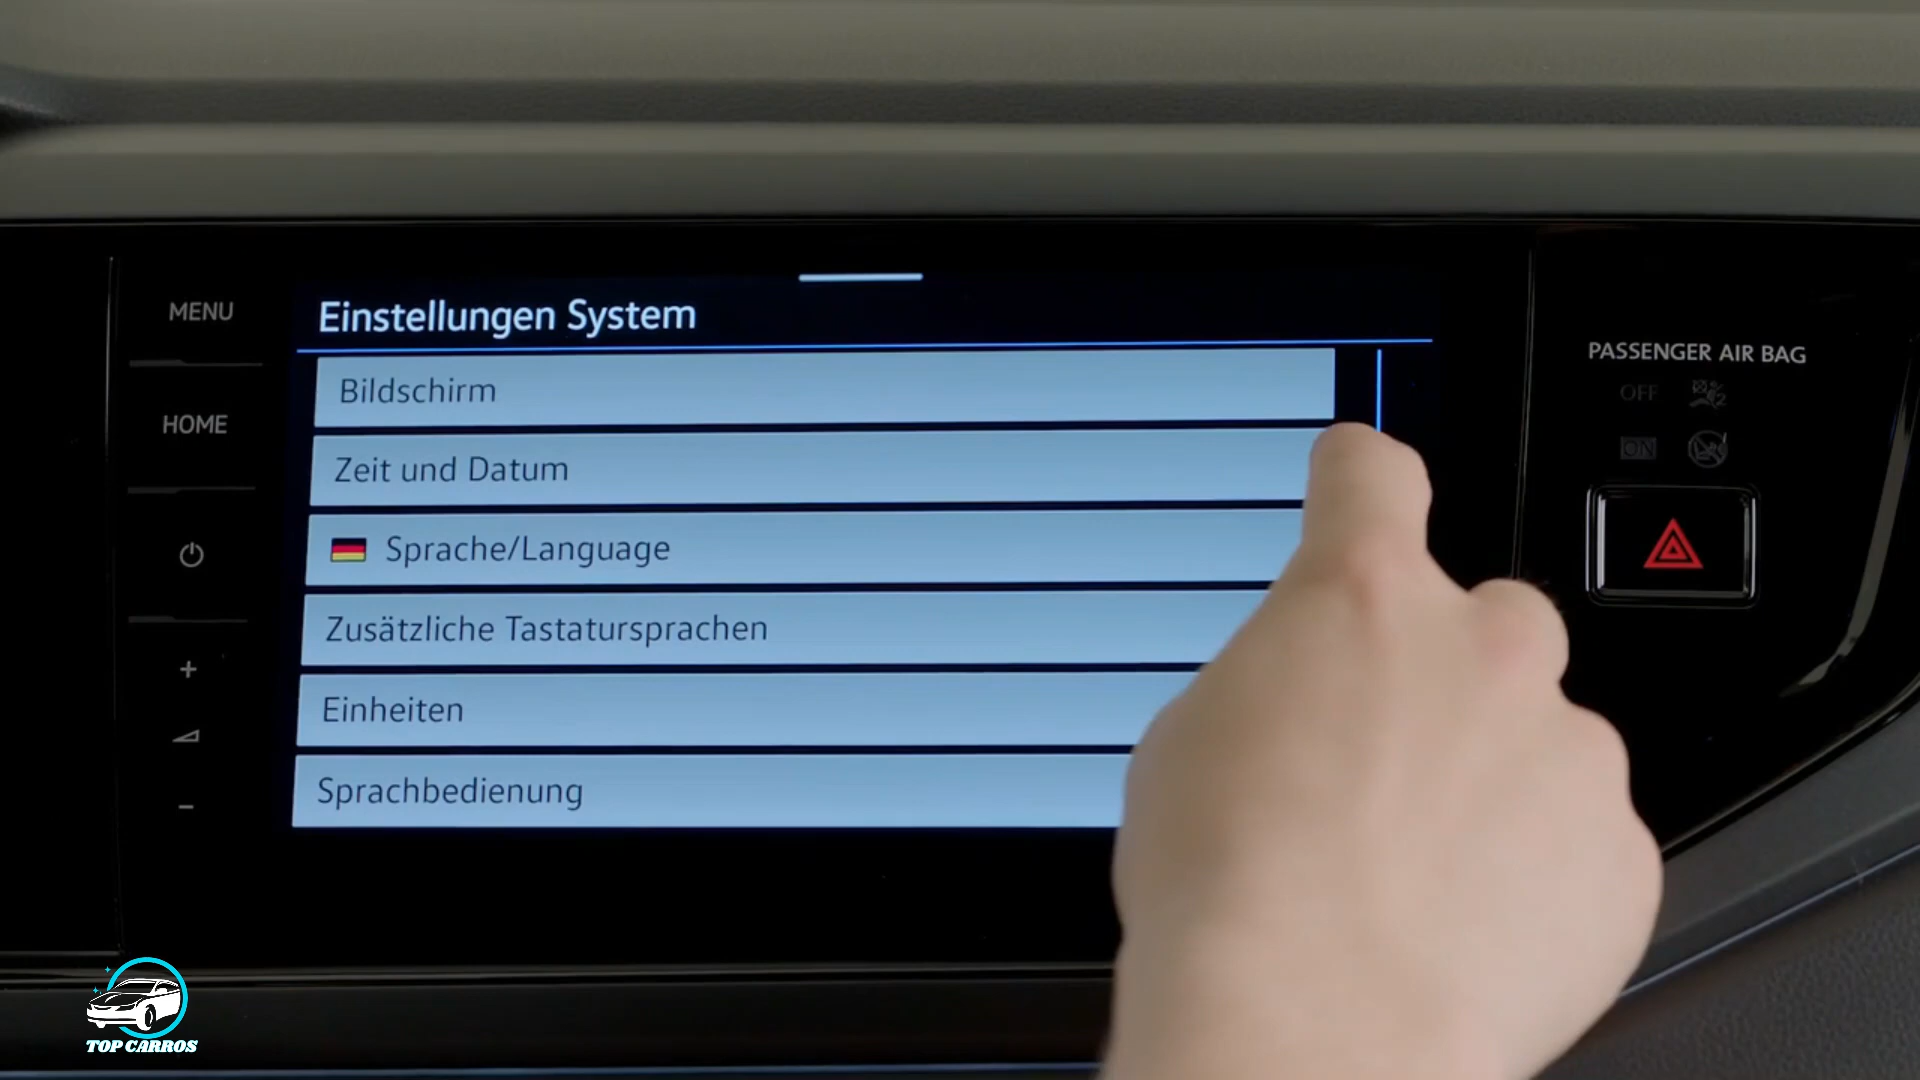 MENU
HOME
Einstellungen System
Bildschirm
Zeit und Datum
Sprache/Language
Zusätzliche Tastatursprachen
Einheiten
Sprachbedienung
PASSENGER AIR BAG
OFF
ON
TOP CARROS